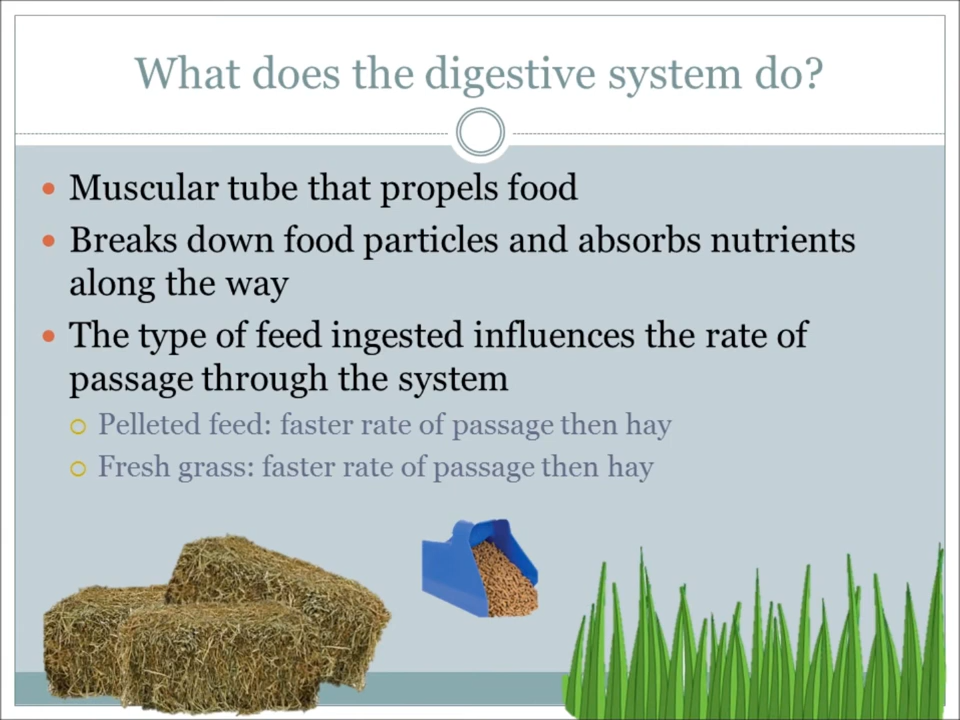 What does the digestive system do?
Muscular tube that propels food
Breaks down food particles and absorbs nutrients
along the way
The type of feed ingested influences the rate of
passage through the system
Pelleted feed: faster rate of passage then hay
Fresh grass: faster rate of passage then hay